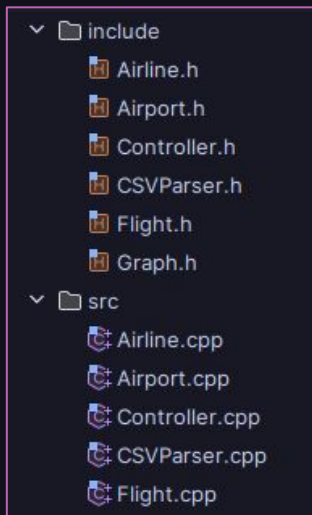 include
Airline.h
Airport.h
Controller.h
CSVParser.h
Flight.h
Graph.h
src
Airline.cpp
Airport.cpp
Controller.cpp
CSVParser.cpp
Flight.cpp